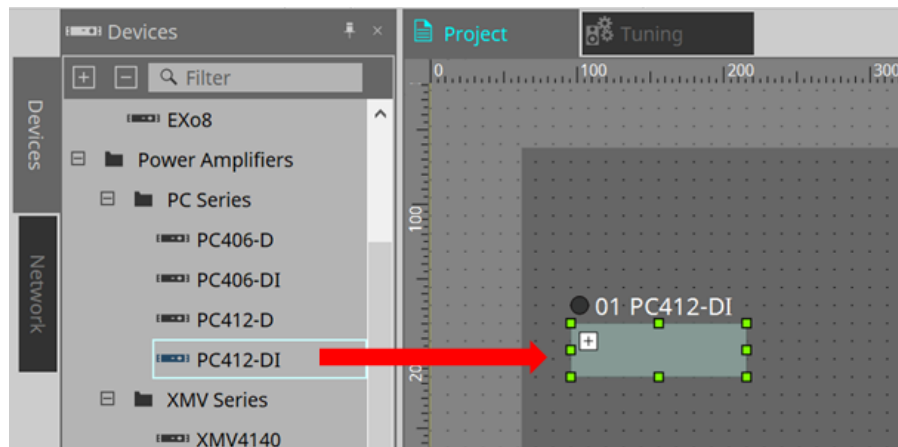 Devices
Filter
EXo8
Power Amplifiers
PC Series
PC406-D
PC406-DI
PC412-D
PC412-DI
XMV Series
XMV4140
Devices
Network
Project
Tuning
0 100 200 300
100
20
01 PC412-DI